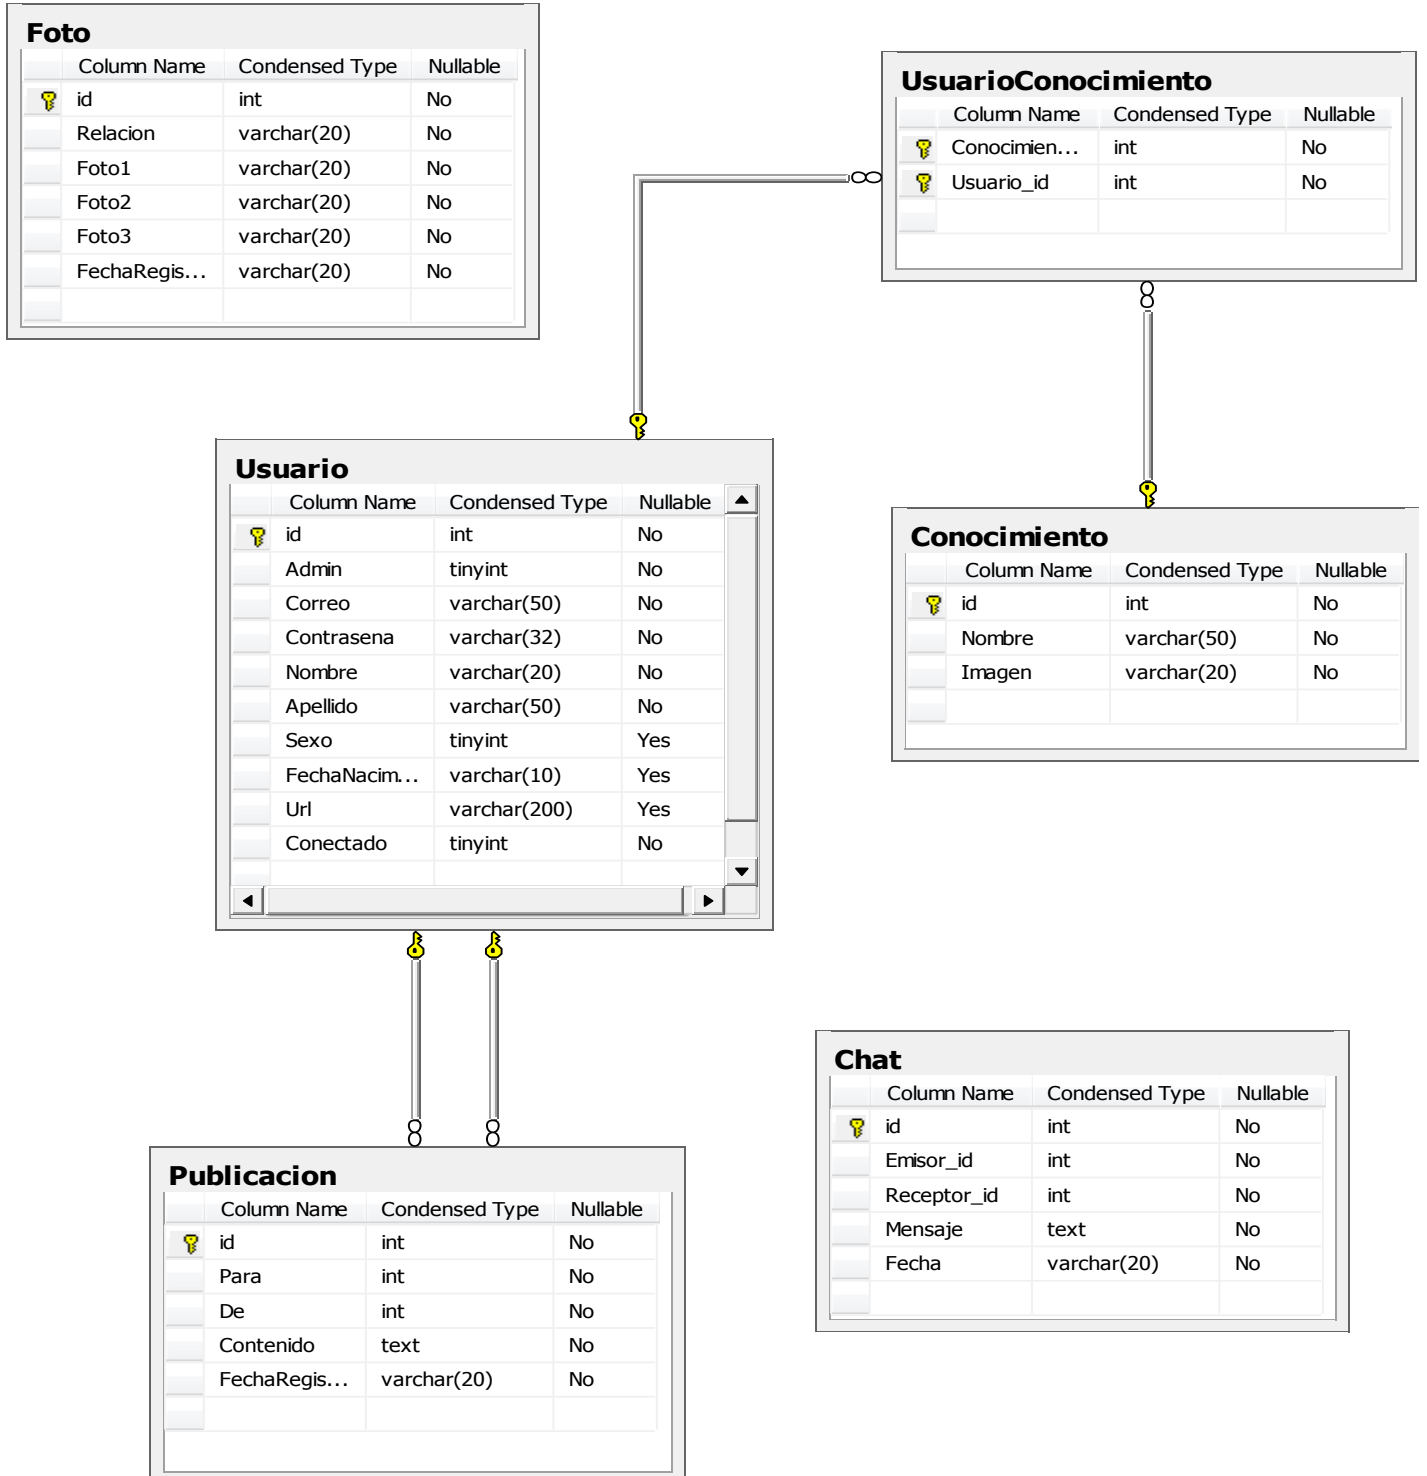 Foto
Column Name Condensed Type Nullable
id int No
Relacion varchar(20) No
Foto1 varchar(20) No
Foto2 varchar(20) No
Foto3 varchar(20) No
FechaRegis... varchar(20) No
UsuarioConocimiento
Column Name Condensed Type Nullable
Conocimien... int No
Usuario_id int No
Usuario
Column Name Condensed Type Nullable
id int No
Admin tinyint No
Correo varchar(50) No
Contrasena varchar(32) No
Nombre varchar(20) No
Apellido varchar(50) No
Sexo tinyint Yes
FechaNacim... varchar(10) Yes
Url varchar(200) Yes
Conectado tinyint No
Conocimiento
Column Name Condensed Type Nullable
id int No
Nombre varchar(50) No
Imagen varchar(20) No
Publicacion
Column Name Condensed Type Nullable
id int No
Para int No
De int No
Contenido text No
FechaRegis... varchar(20) No
Chat
Column Name Condensed Type Nullable
id int No
Emisor_id int No
Receptor_id int No
Mensaje text No
Fecha varchar(20) No